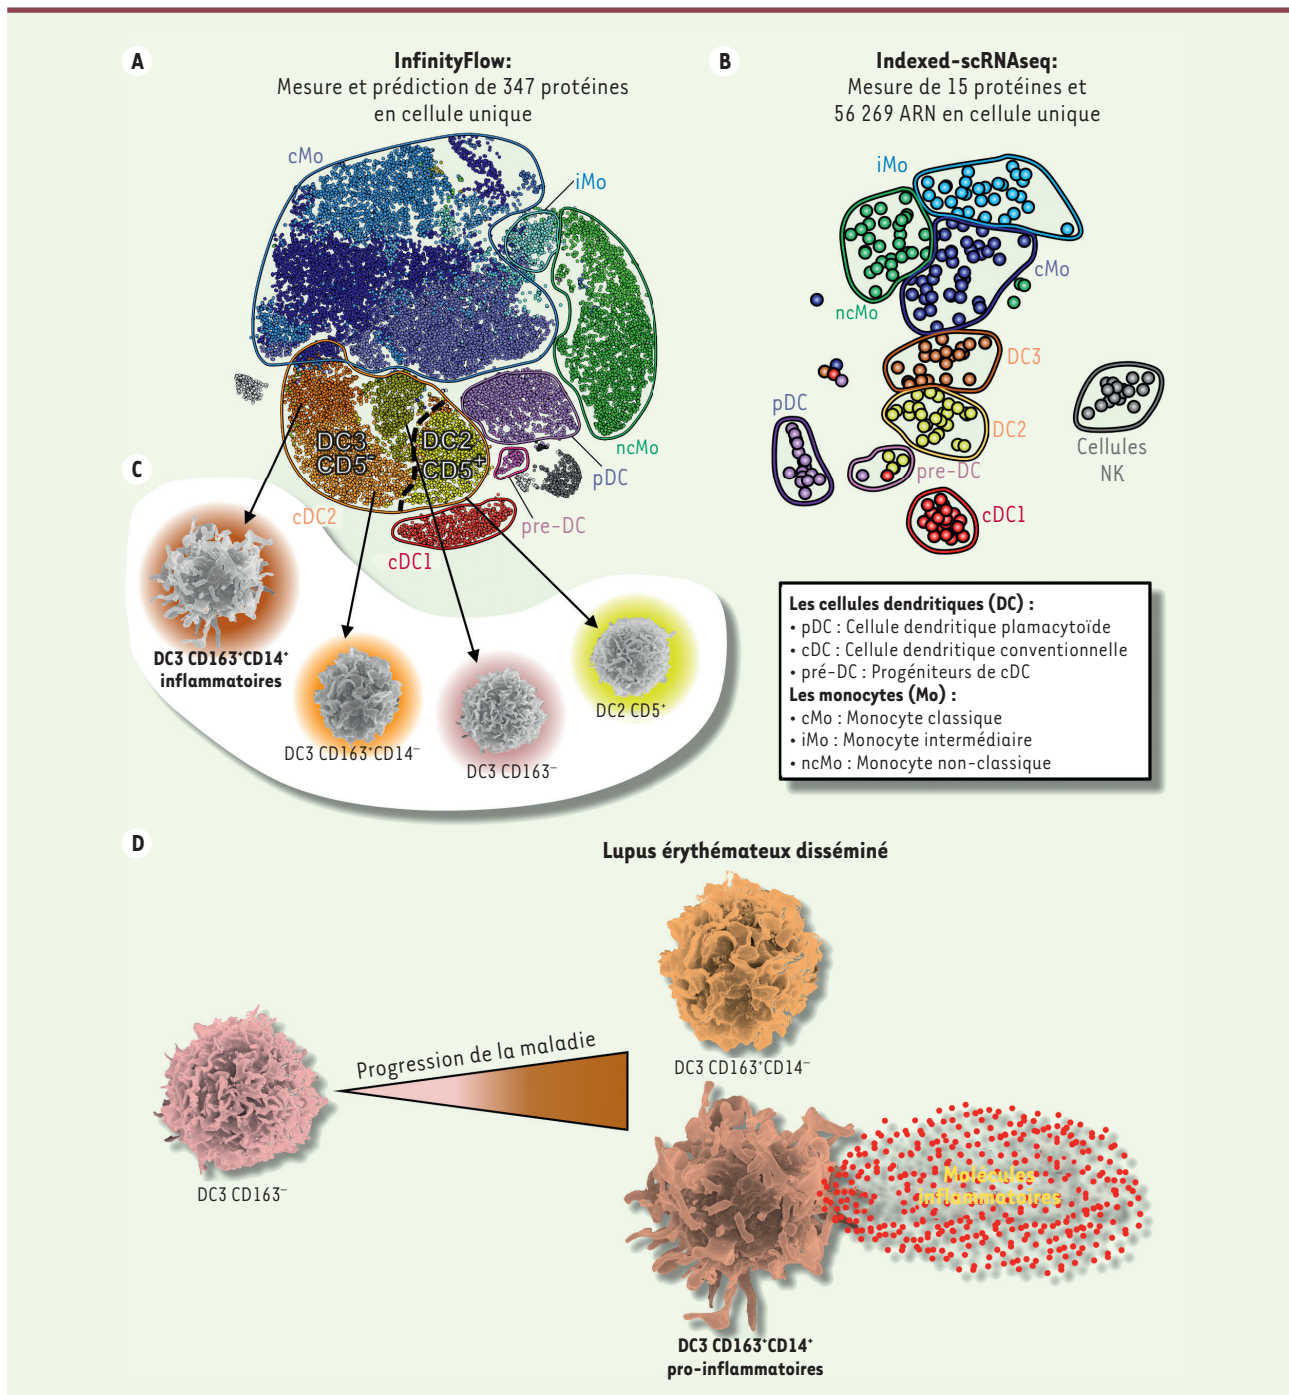 A
InfinityFlow:
Mesure et prédiction de 347 protéines
en cellule unique
cMo
iMo
ncMo
DC3
CD5⁻
DC2
CD5⁺
cDC2
pDC
pre-DC
cDC1
B
Indexed-scRNAseq:
Mesure de 15 protéines et
56 269 ARN en cellule unique
iMo
cMo
ncMo
DC3
DC2
pDC
pre-DC
cDC1
Cellules
NK
C
DC3 CD163⁺CD14⁺
inflammatoires
DC3 CD163⁺CD14⁻
DC3 CD163⁻
DC2 CD5⁺
Les cellules dendritiques (DC) :
• pDC : Cellule dendritique plamacytoïde
• cDC : Cellule dendritique conventionnelle
• pré-DC : Progéniteurs de cDC
Les monocytes (Mo) :
• cMo : Monocyte classique
• iMo : Monocyte intermédiaire
• ncMo : Monocyte non-classique
D
Lupus érythémateux disséminé
Progression de la maladie
DC3 CD163⁻
DC3 CD163⁺CD14⁻
Molécules
Inflammatoires
DC3 CD163⁺CD14⁺
pro-inflammatoires